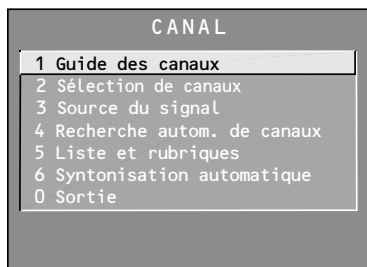 CANAL
1 Guide des canaux
2 Sélection de canaux
3 Source du signal
4 Recherche autom. de canaux
5 Liste et rubriques
6 Syntonisation automatique
0 Sortie